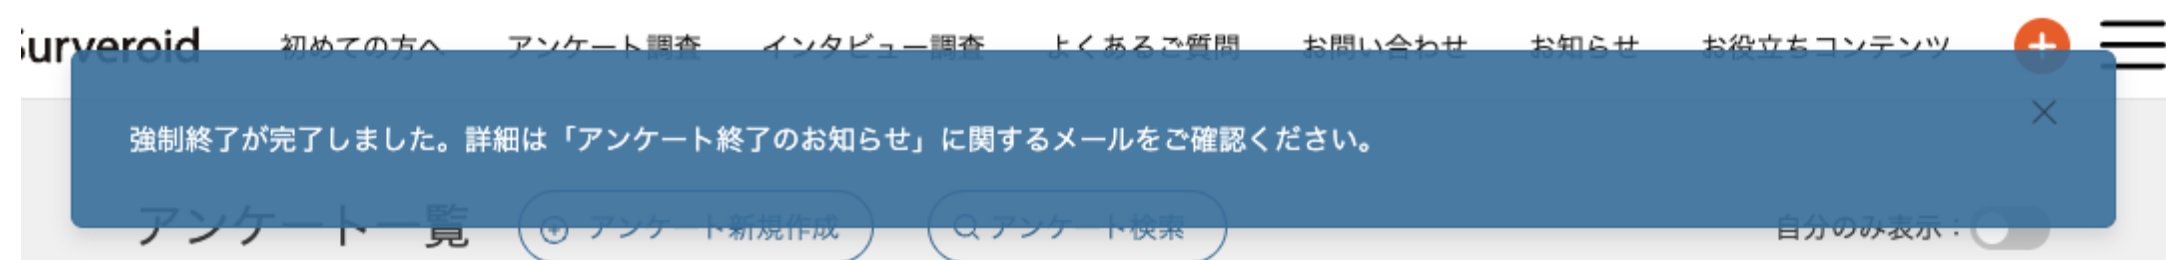 Surveroid 初めての方へ アンケート調査 インタビュー調査 よくあるご質問 お問い合わせ お知らせ お役立ちコンテンツ
強制終了が完了しました。詳細は「アンケート終了のお知らせ」に関するメールをご確認ください。
アンケート一覧 アンケート新規作成 アンケート検索 自分のみ表示：